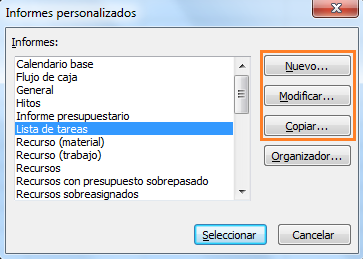 Informes personalizados
Informes:
Calendario base
Flujo de caja
General
Hitos
Informe presupuestario
Lista de tareas
Recurso (material)
Recurso (trabajo)
Recursos
Recursos con presupuesto sobrepasado
Recursos sobreasignados
Nuevo...
Modificar...
Copiar...
Organizador...
Seleccionar
Cancelar